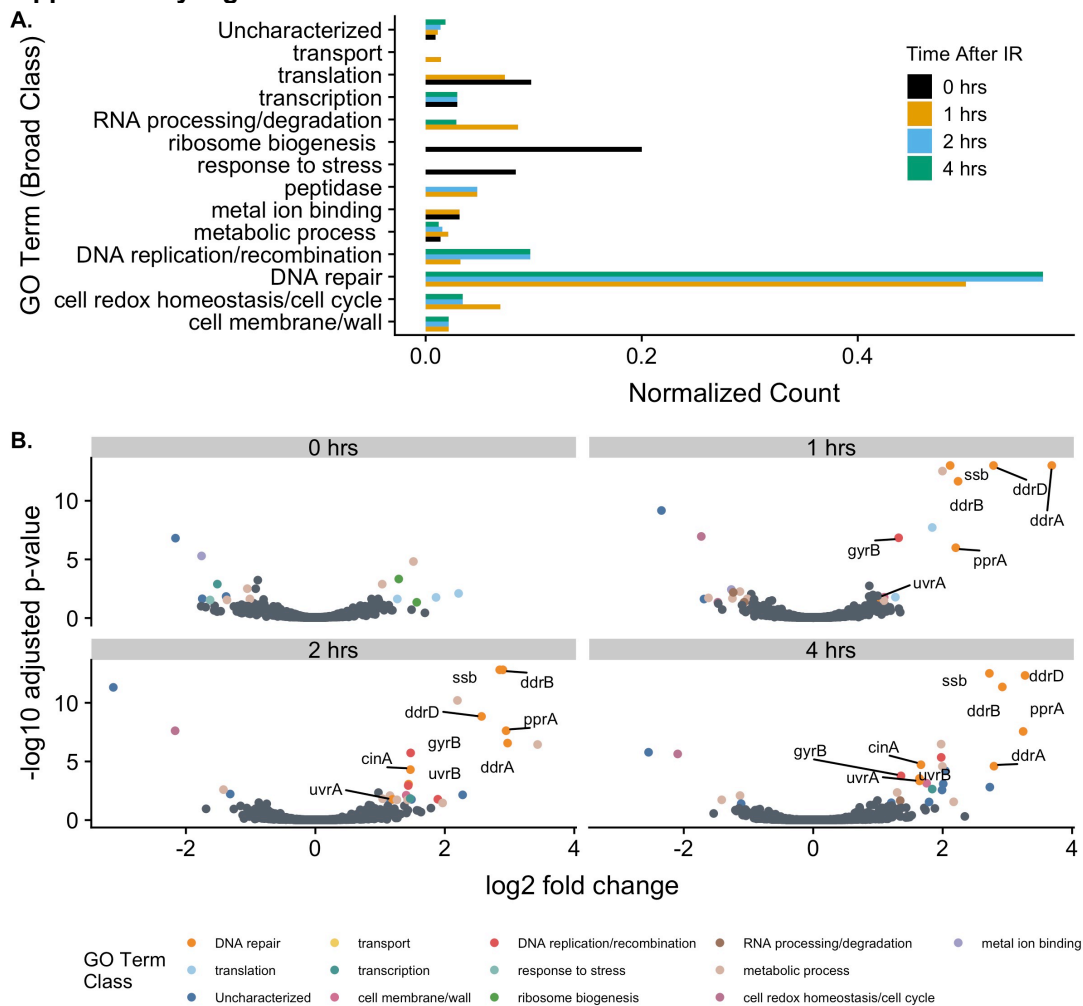 A.
GO Term (Broad Class)
Uncharacterized
transport
translation
transcription
RNA processing/degradation
ribosome biogenesis
response to stress
peptidase
metal ion binding
metabolic process
DNA replication/recombination
DNA repair
cell redox homeostasis/cell cycle
cell membrane/wall
0.0 0.2 0.4
Normalized Count
Time After IR
0 hrs
1 hrs
2 hrs
4 hrs
B.
-log10 adjusted p-value
0 hrs
10
5
0
1 hrs
ssb
ddrD
ddrB
ddrA
gyrB
pprA
uvrA
2 hrs
10
5
0
ssb
ddrB
ddrD
pprA
gyrB
cinA
ddrA
uvrB
uvrA
-2 0 2 4
4 hrs
ssb
ddrD
ddrB
pprA
gyrB
cinA
ddrA
uvrA
uvrB
-2 0 2 4
log2 fold change
GO Term
Class
DNA repair transport DNA replication/recombination RNA processing/degradation metal ion binding
translation transcription response to stress metabolic process
Uncharacterized cell membrane/wall ribosome biogenesis cell redox homeostasis/cell cycle